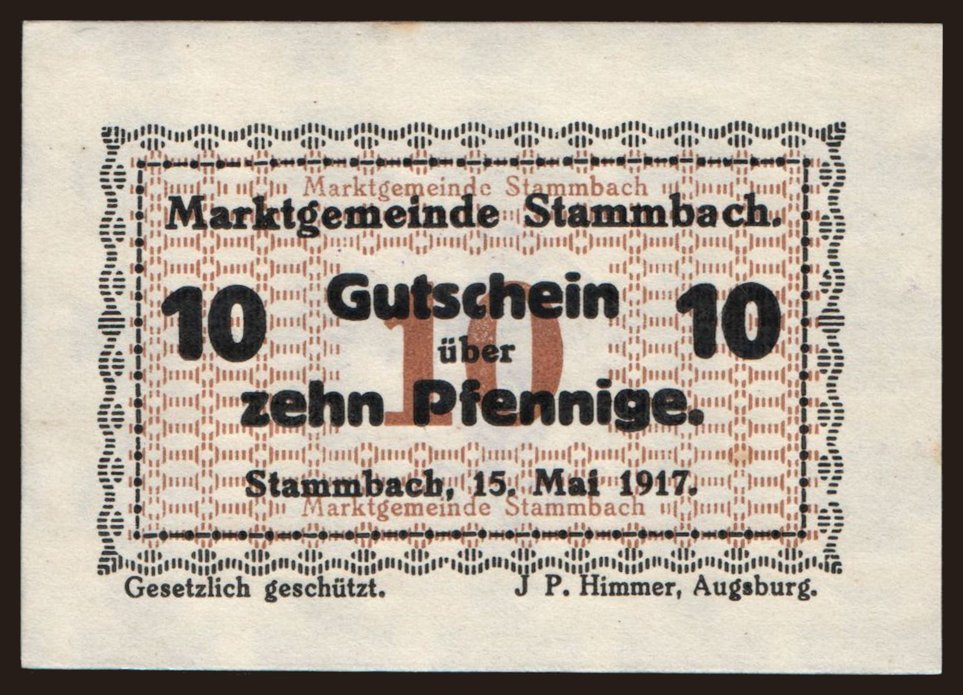 Marktgemeinde Stammbach
Marktgemeinde Stammbach.
10 Gutschein 10
10
über
zehn Pfennige.
Stammbach, 15. Mai 1917.
Marktgemeinde Stammbach
Gesetzlich geschützt. J P. Himmer, Augsburg.